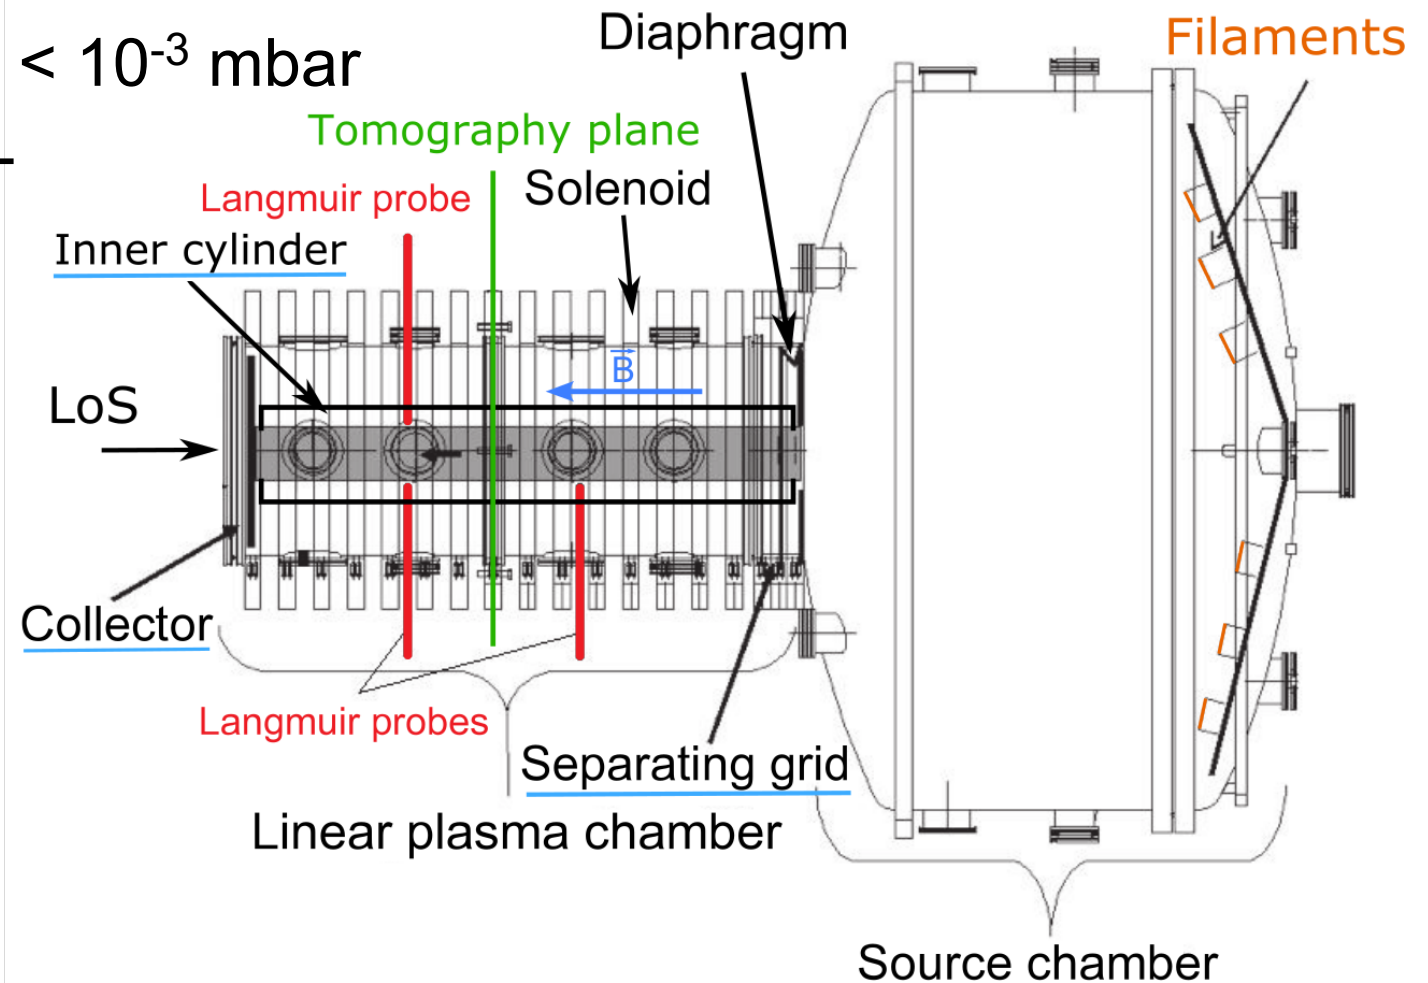 < 10⁻³ mbar
Diaphragm
Filaments
Tomography plane
Langmuir probe
Solenoid
Inner cylinder
B
LoS
Collector
Langmuir probes
Separating grid
Linear plasma chamber
Source chamber